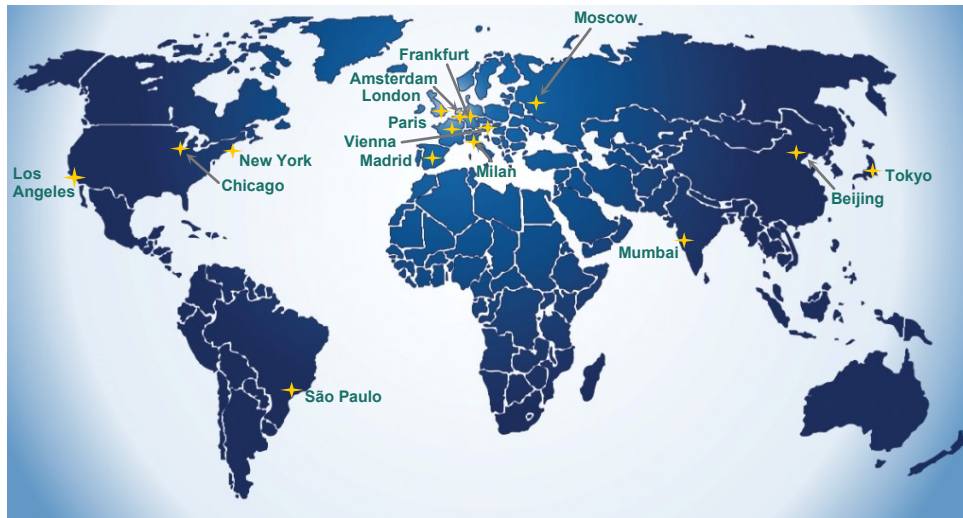 Moscow
Frankfurt
Amsterdam
London
Paris
Vienna
Madrid
Milan
New York
Chicago
Los
Angeles
Tokyo
Beijing
Mumbai
São Paulo